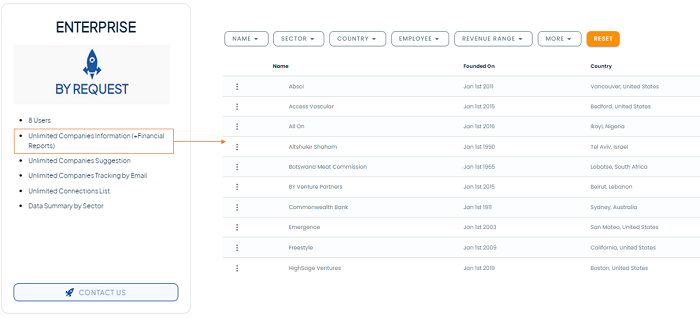 ENTERPRISE
BY REQUEST
8 Users
Unlimited Companies Information (+Financial
Reports)
Unlimited Companies Suggestion
Unlimited Companies Tracking by Email
Unlimited Connections List
Data Summary by Sector
CONTACT US
NAME SECTOR COUNTRY EMPLOYEE REVENUE RANGE MORE RESET
Name Founded On Country
Absci Jan 1st 2011 Vancouver, United States
Access Vascular Jan 1st 2015 Bedford, United States
All On Jan 1st 2016 Ikoyi, Nigeria
Altshuler Shaham Jan 1st 1990 Tel Aviv, Israel
Botswana Meat Commission Jan 1st 1965 Lobatse, South Africa
BY Venture Partners Jan 1st 2015 Beirut, Lebanon
Commonwealth Bank Jan 1st 1911 Sydney, Australia
Emergence Jan 1st 2003 San Mateo, United States
Freestyle Jan 1st 2009 California, United States
HighSage Ventures Jan 1st 2019 Boston, United States